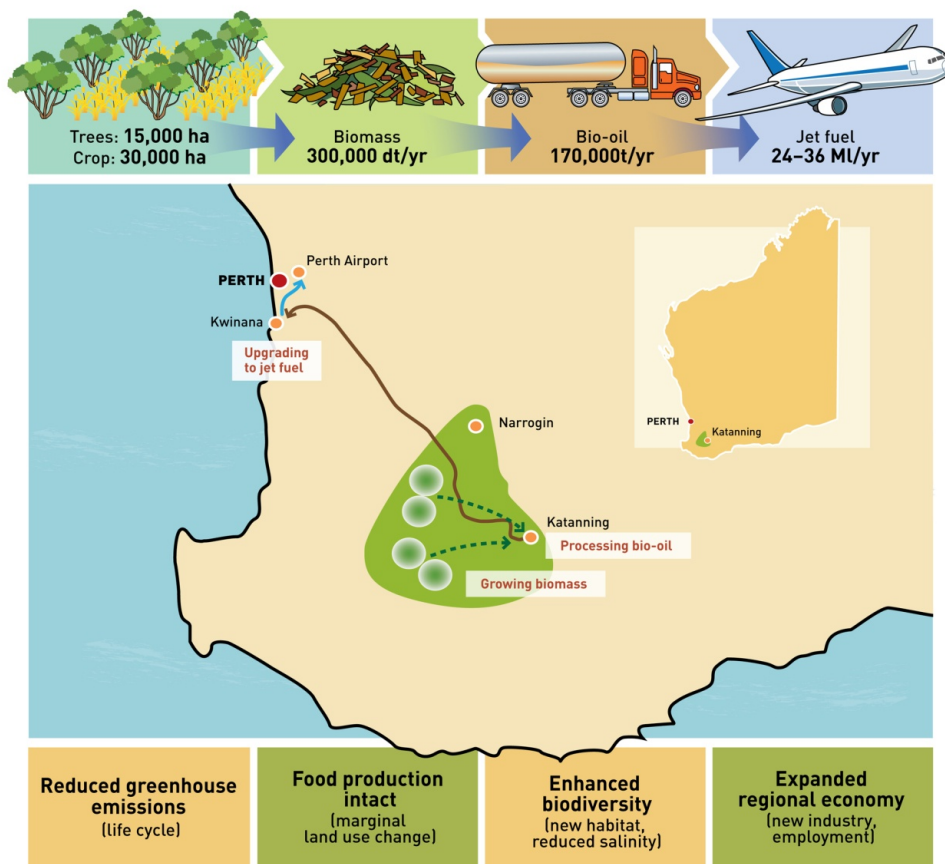 Trees: 15,000 ha
Crop: 30,000 ha
Biomass
300,000 dt/yr
Bio-oil
170,000t/yr
Jet fuel
24–36 Ml/yr
Perth Airport
PERTH
Kwinana
Upgrading
to jet fuel
Narrogin
Katanning
Processing bio-oil
Growing biomass
PERTH
Katanning
Reduced greenhouse
emissions
(life cycle)
Food production
intact
(marginal
land use change)
Enhanced
biodiversity
(new habitat,
reduced salinity)
Expanded
regional economy
(new industry,
employment)